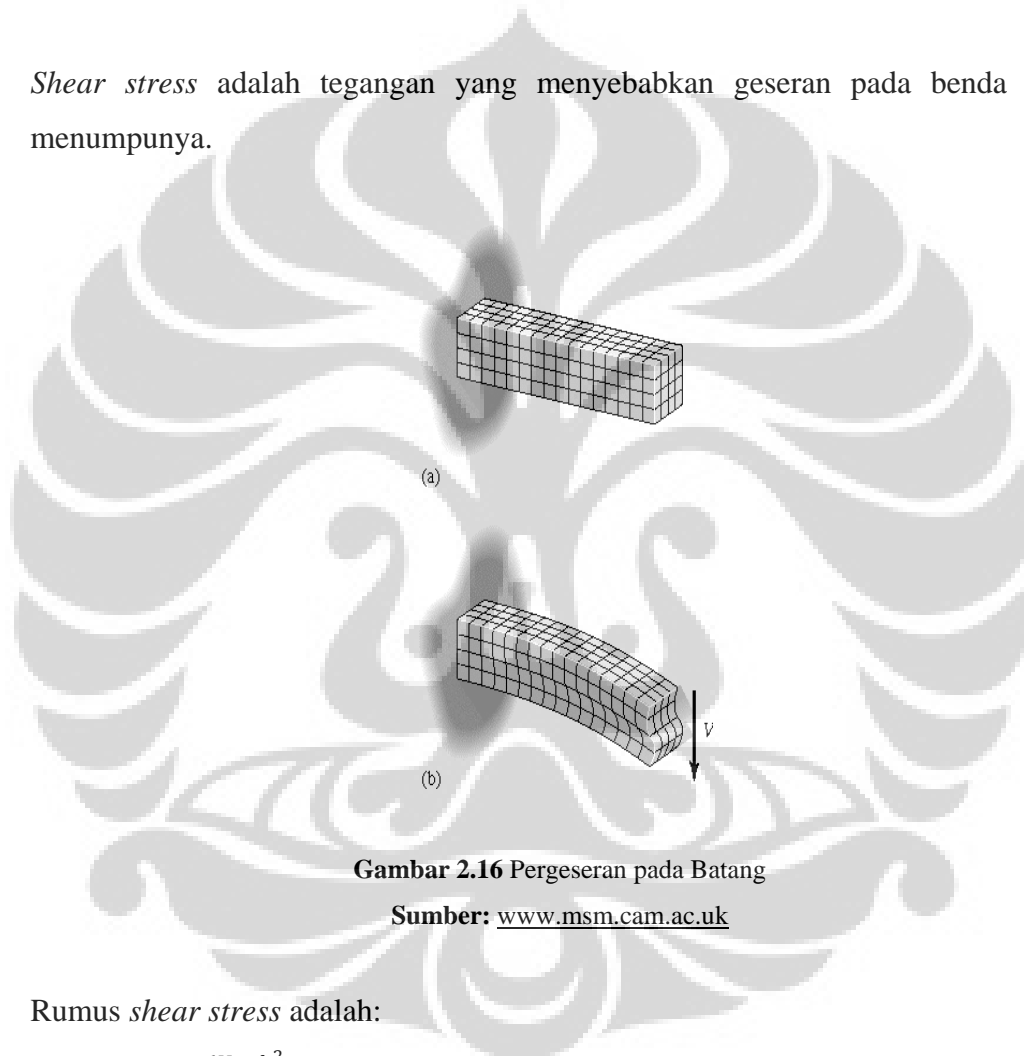 Shear stress adalah tegangan yang menyebabkan geseran pada benda
menumpunya.
(a)
V
(b)
Gambar 2.16 Pergeseran pada Batang
Sumber: www.msm.cam.ac.uk
Rumus shear stress adalah: